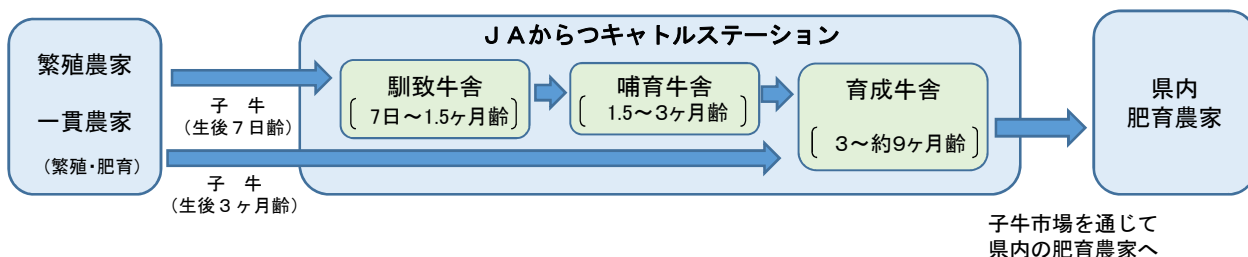 繁殖農家
一貫農家
(繁殖・肥育)
子 牛
(生後７日齢)
子 牛
(生後３ヶ月齢)
ＪＡからつキャトルステーション
馴致牛舎
7日～1.5ヶ月齢
哺育牛舎
1.5～3ヶ月齢
育成牛舎
3～約9ヶ月齢
県内
肥育農家
子牛市場を通じて
県内の肥育農家へ